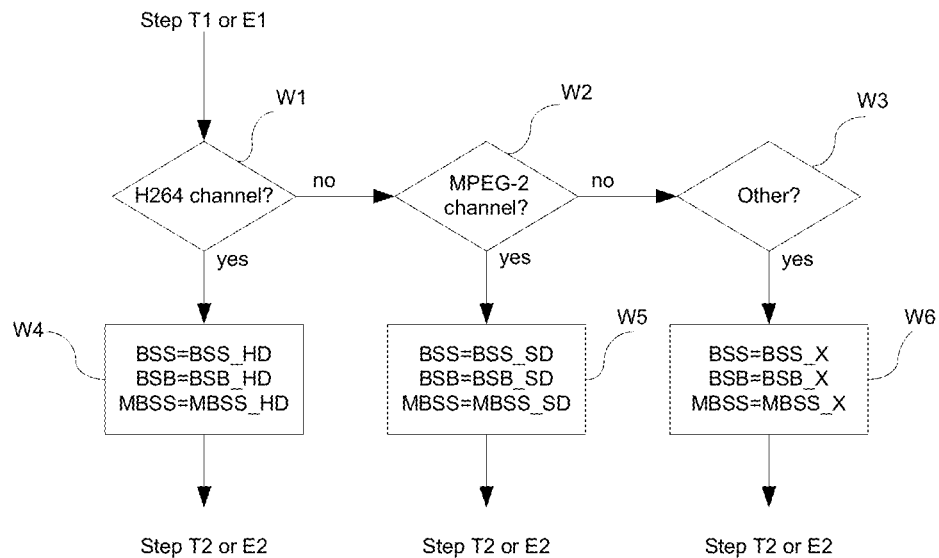 Step T1 or E1
W1
W2
W3
H264 channel?
no
MPEG-2
channel?
no
Other?
yes
yes
yes
W4
W5
W6
BSS=BSS_HD
BSB=BSB_HD
MBSS=MBSS_HD
BSS=BSS_SD
BSB=BSB_SD
MBSS=MBSS_SD
BSS=BSS_X
BSB=BSB_X
MBSS=MBSS_X
Step T2 or E2
Step T2 or E2
Step T2 or E2